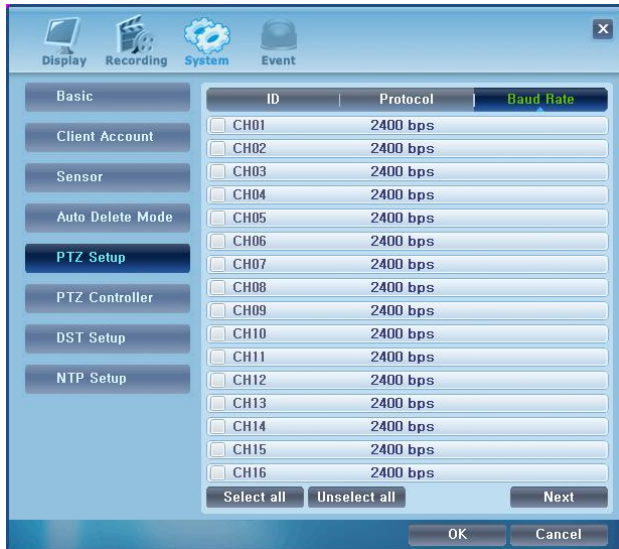 Display Recording System Event X
Basic
Client Account
Sensor
Auto Delete Mode
PTZ Setup
PTZ Controller
DST Setup
NTP Setup
ID | Protocol | Baud Rate
CH01 2400 bps
CH02 2400 bps
CH03 2400 bps
CH04 2400 bps
CH05 2400 bps
CH06 2400 bps
CH07 2400 bps
CH08 2400 bps
CH09 2400 bps
CH10 2400 bps
CH11 2400 bps
CH12 2400 bps
CH13 2400 bps
CH14 2400 bps
CH15 2400 bps
CH16 2400 bps
Select all Unselect all Next
OK Cancel